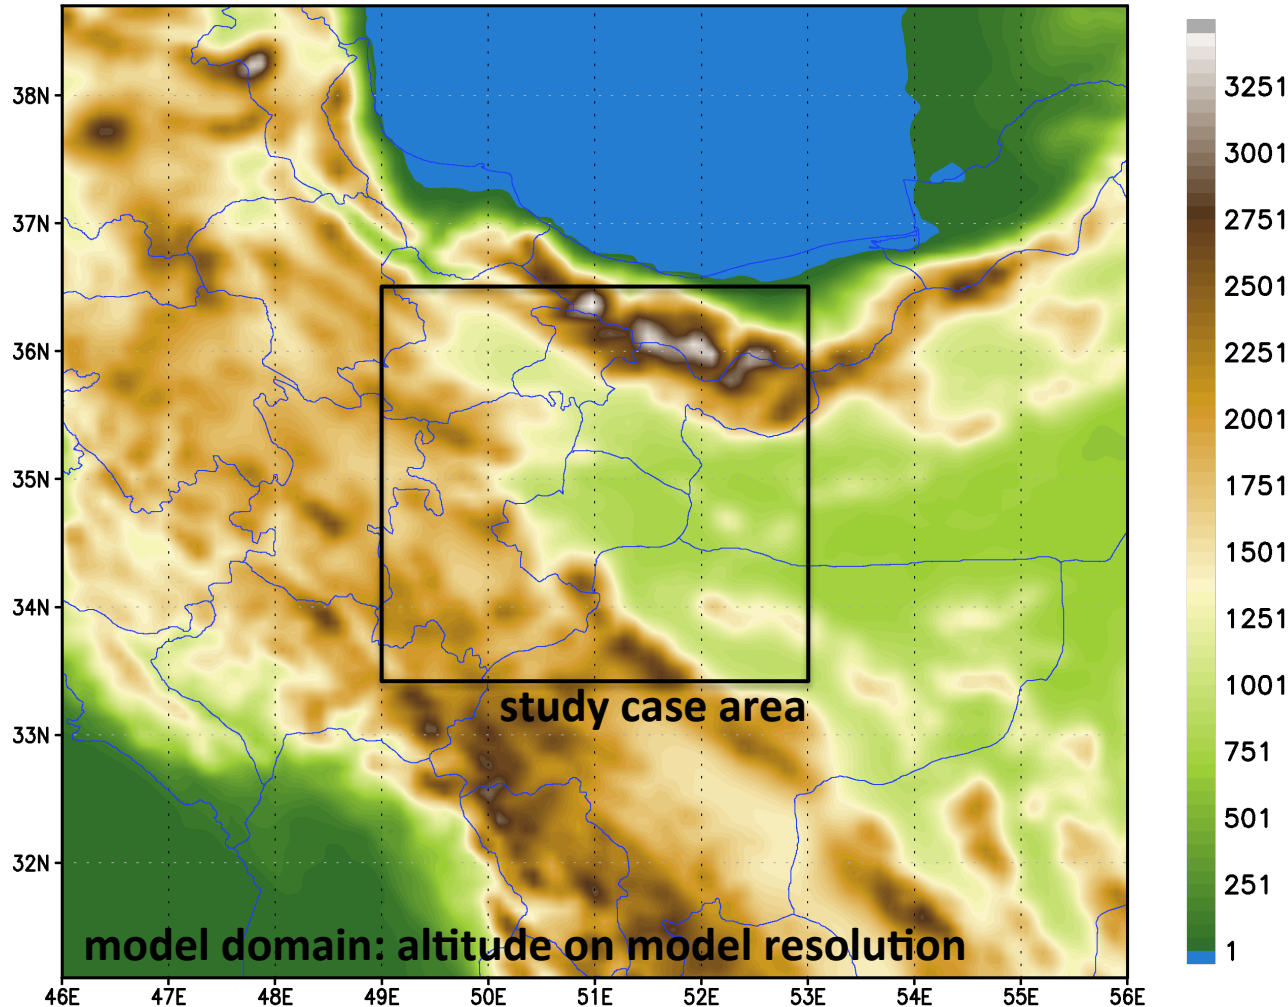 38N
37N
36N
35N
34N
33N
32N
46E 47E 48E 49E 50E 51E 52E 53E 54E 55E 56E
study case area
model domain: altitude on model resolution
3251
3001
2751
2501
2251
2001
1751
1501
1251
1001
751
501
251
1